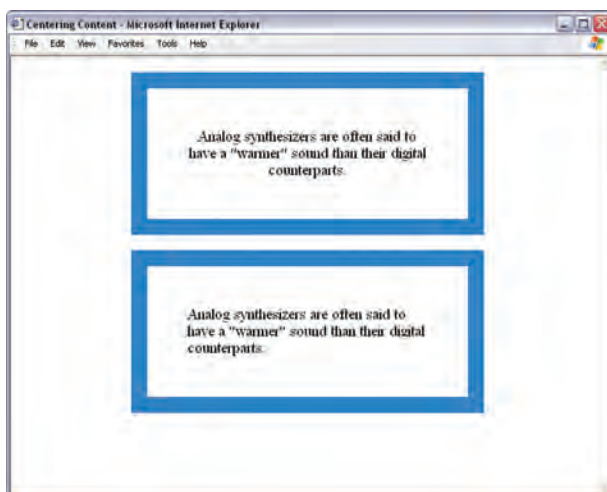 Centering Content - Microsoft Internet Explorer
File Edit View Favorites Tools Help
Analog synthesizers are often said to
have a "warmer" sound than their digital
counterparts.
Analog synthesizers are often said to
have a "warmer" sound than their digital
counterparts.